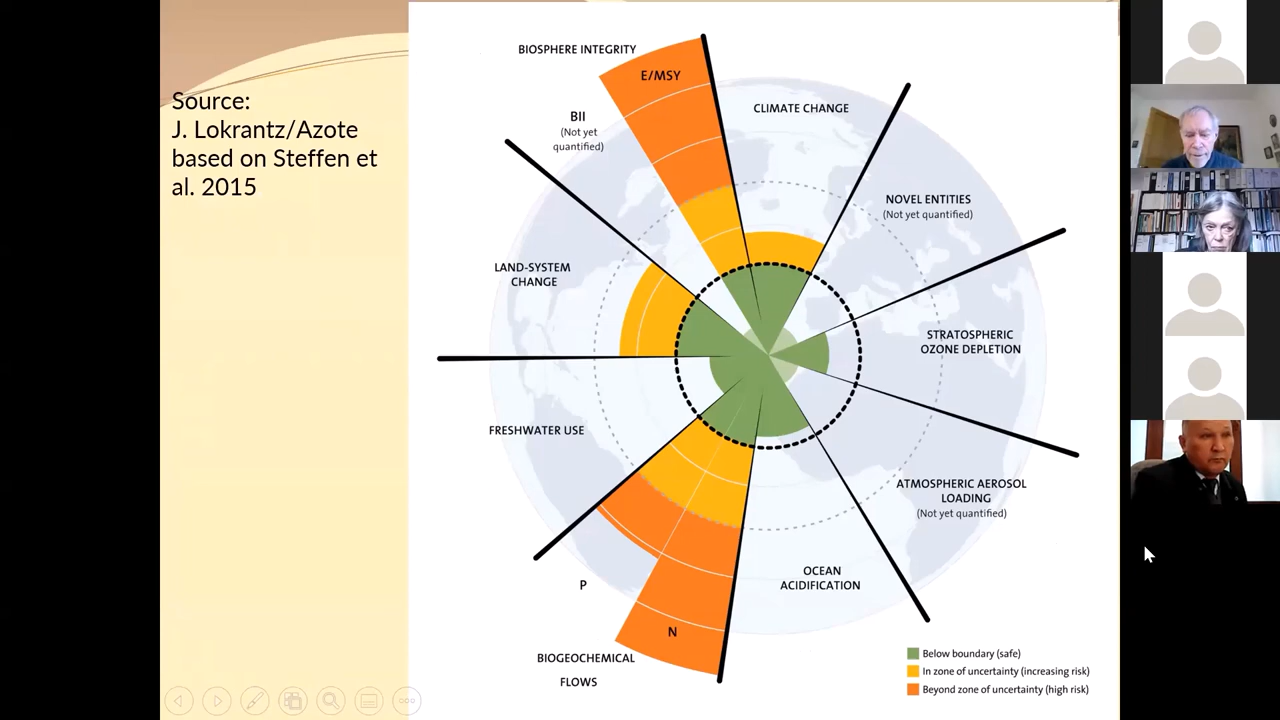 Source:
J. Lokrantz/Azote
based on Steffen et
al. 2015
BIOSPHERE INTEGRITY
E/MSY
BII
(Not yet
quantified)
CLIMATE CHANGE
NOVEL ENTITIES
(Not yet quantified)
LAND-SYSTEM
CHANGE
STRATOSPHERIC
OZONE DEPLETION
FRESHWATER USE
ATMOSPHERIC AEROSOL
LOADING
(Not yet quantified)
OCEAN
ACIDIFICATION
P
N
BIOGEOCHEMICAL
FLOWS
Below boundary (safe)
In zone of uncertainty (increasing risk)
Beyond zone of uncertainty (high risk)